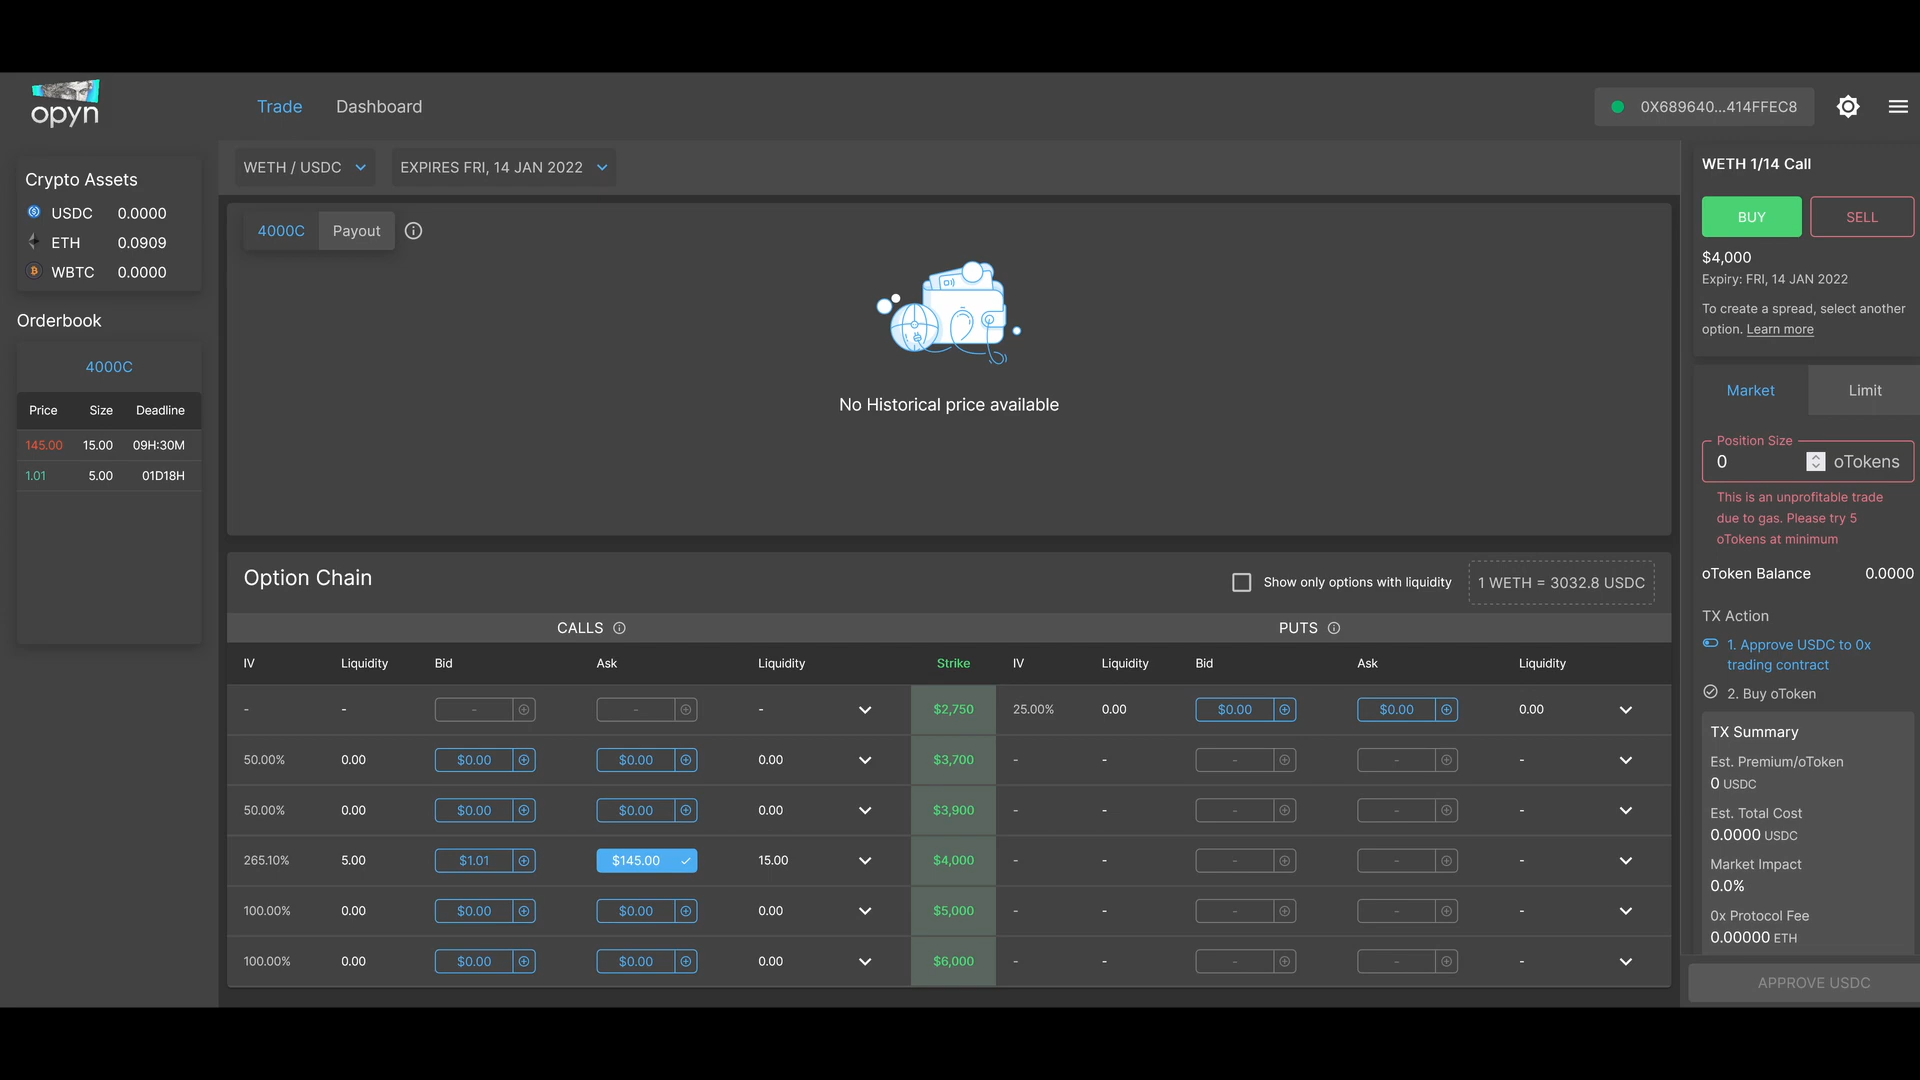 opyn
Trade Dashboard
0X689640...414FFEC8
Crypto Assets
USDC 0.0000
ETH 0.0909
WBTC 0.0000
Orderbook
4000C
Price Size Deadline
145.00 15.00 09H:30M
1.01 5.00 01D18H
WETH / USDC EXPIRES FRI, 14 JAN 2022
4000C Payout
No Historical price available
Option Chain
Show only options with liquidity 1 WETH = 3032.8 USDC
CALLS PUTS
IV Liquidity Bid Ask Liquidity Strike IV Liquidity Bid Ask Liquidity
- - - - - $2,750 25.00% 0.00 $0.00 $0.00 0.00
50.00% 0.00 $0.00 $0.00 0.00 $3,700 - - - - -
50.00% 0.00 $0.00 $0.00 0.00 $3,900 - - - - -
265.10% 5.00 $1.01 $145.00 15.00 $4,000 - - - - -
100.00% 0.00 $0.00 $0.00 0.00 $5,000 - - - - -
100.00% 0.00 $0.00 $0.00 0.00 $6,000 - - - - -
WETH 1/14 Call
BUY SELL
$4,000
Expiry: FRI, 14 JAN 2022
To create a spread, select another
option. Learn more
Market Limit
Position Size
0 oTokens
This is an unprofitable trade
due to gas. Please try 5
oTokens at minimum
oToken Balance 0.0000
TX Action
1. Approve USDC to 0x
trading contract
2. Buy oToken
TX Summary
Est. Premium/oToken
0 USDC
Est. Total Cost
0.0000 USDC
Market Impact
0.0%
0x Protocol Fee
0.00000 ETH
APPROVE USDC